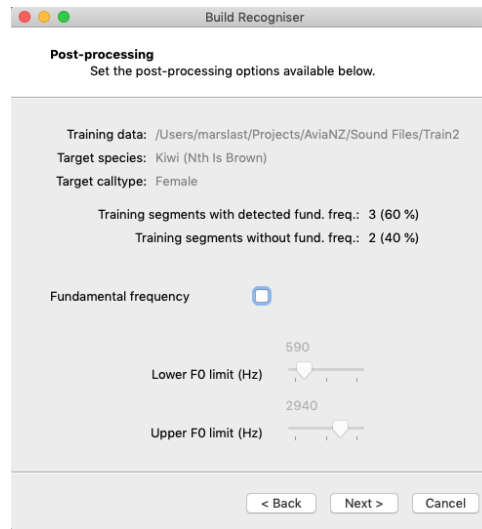 Build Recogniser
Post-processing
Set the post-processing options available below.
Training data: /Users/marslast/Projects/AviaNZ/Sound Files/Train2
Target species: Kiwi (Nth Is Brown)
Target calltype: Female
Training segments with detected fund. freq.: 3 (60 %)
Training segments without fund. freq.: 2 (40 %)
Fundamental frequency
590
Lower F0 limit (Hz)
2940
Upper F0 limit (Hz)
< Back Next > Cancel